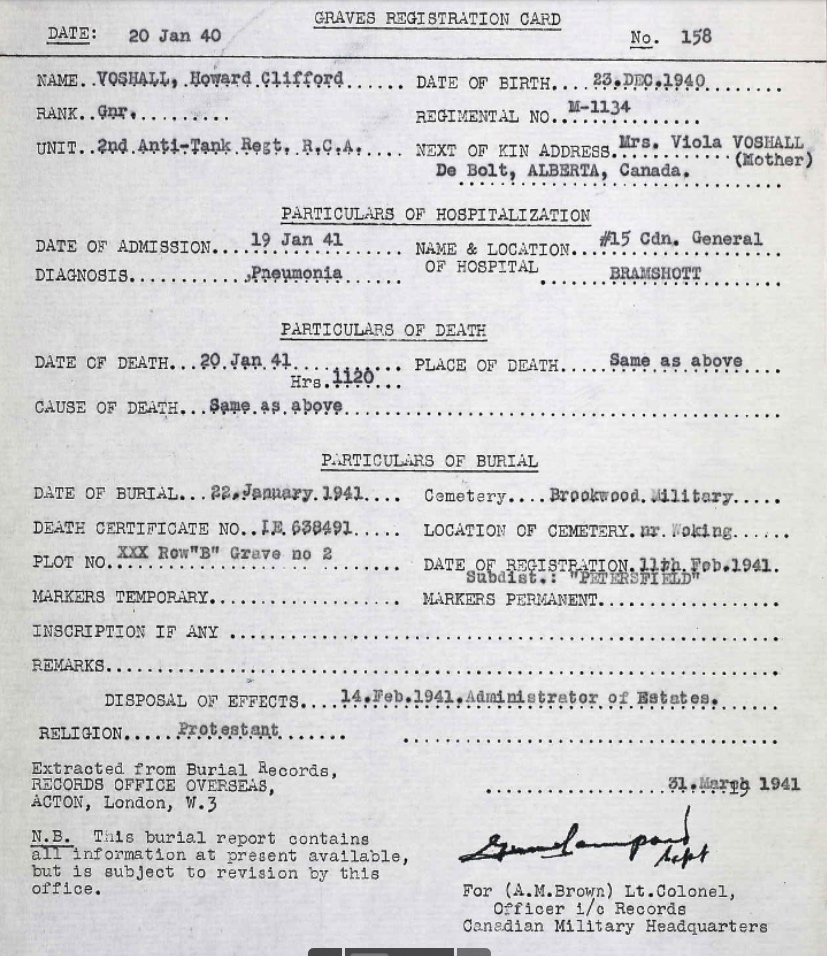 GRAVES REGISTRATION CARD
DATE: 20 Jan 40 No. 158
NAME..VOSHALL, Howard Clifford...... DATE OF BIRTH....23.DEC.1940........
RANK..Gnr........... REGIMENTAL NO...M-1134........
UNIT..2nd Anti-Tank Regt. R.C.A..... NEXT OF KIN ADDRESS.Mrs. Viola VOSHALL
(Mother)
De Bolt, ALBERTA, Canada.
PARTICULARS OF HOSPITALIZATION
DATE OF ADMISSION....19 Jan 41...... NAME & LOCATION...#15 Cdn. General
OF HOSPITAL
DIAGNOSIS...........Pneumonia...... BRAMSHOTT
PARTICULARS OF DEATH
DATE OF DEATH...20 Jan 41.......... PLACE OF DEATH.....Same as above....
Hrs.1120...
CAUSE OF DEATH...Same as above........................................
PARTICULARS OF BURIAL
DATE OF BURIAL...22.January.1941.... Cemetery....Brookwood.Military.....
DEATH CERTIFICATE NO..IE 638491..... LOCATION OF CEMETERY.nr.Woking......
PLOT NO.XXX Row"B" Grave no 2 DATE OF REGISTRATION.11th.Feb.1941.
Subdist.: "PETERSFIELD"
MARKERS TEMPORARY................ MARKERS PERMANENT...............
INSCRIPTION IF ANY ..............................................
REMARKS..........................................................
DISPOSAL OF EFFECTS....14.Feb.1941.Administrator of Estates.......
RELIGION.....Protestant....... ................................
Extracted from Burial Records,
RECORDS OFFICE OVERSEAS, ................31.March 1941
ACTON, London, W.3
N.B. This burial report contains
all information at present available,
but is subject to revision by this
office.
For (A.M.Brown) Lt.Colonel,
Officer i/c Records
Canadian Military Headquarters